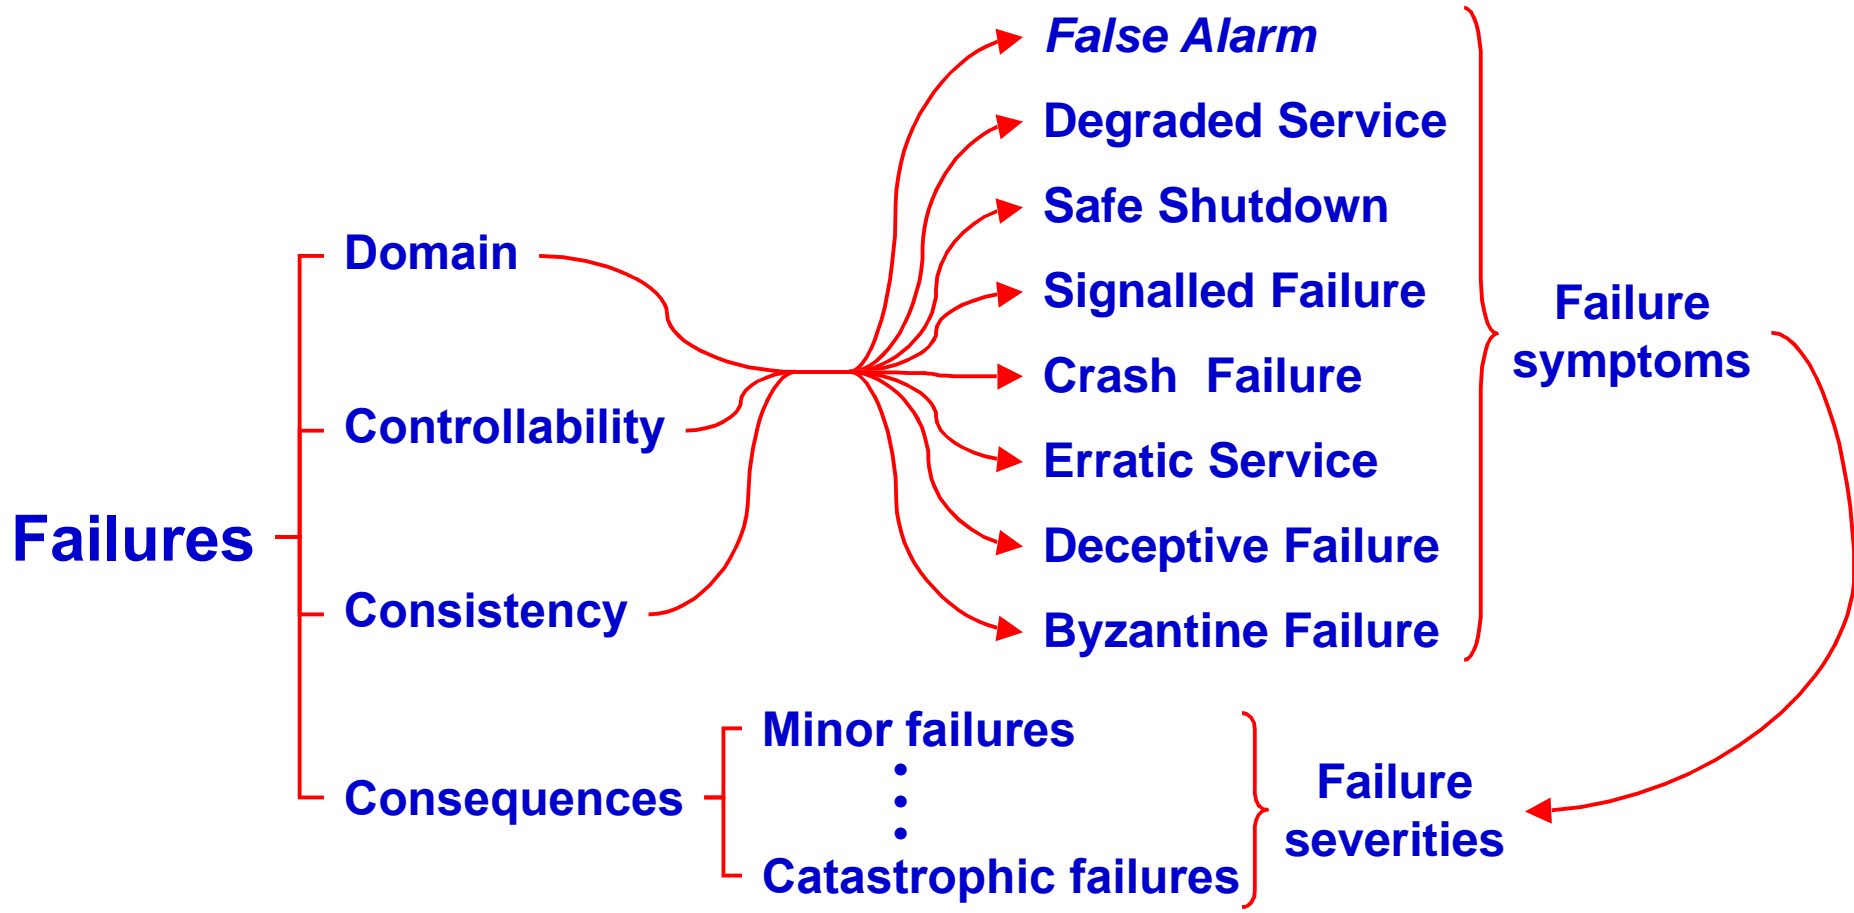 False Alarm
Degraded Service
Safe Shutdown
Signalled Failure
Crash  Failure
Erratic Service
Deceptive Failure
Byzantine Failure
Failure
symptoms
Domain
Controllability
Failures
Consistency
Consequences
Minor failures
Catastrophic failures
Failure
severities